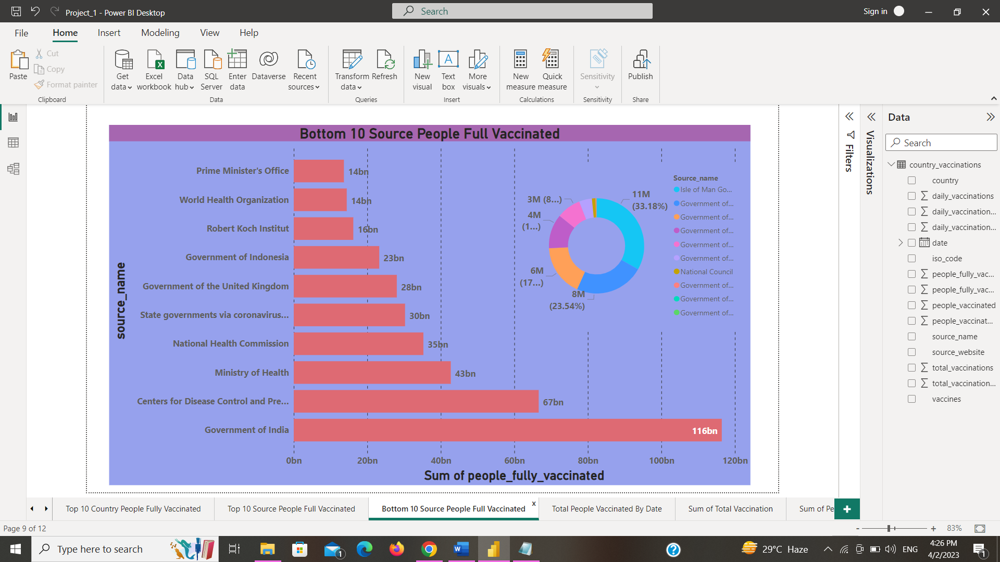 Project_1 - Power BI Desktop
Search
Sign in
File
Home
Insert
Modeling
View
Help
Paste
Cut
Copy
Format painter
Clipboard
Get data
Excel workbook
Data hub
SQL Server
Enter data
Dataverse
Recent sources
Data
Transform data
Refresh
Queries
New visual
Text box
More visuals
Insert
New measure
Quick measure
Calculations
Sensitivity
Sensitivity
Publish
Share
Bottom 10 Source People Full Vaccinated
source_name
Prime Minister's Office
14bn
World Health Organization
14bn
Robert Koch Institut
16bn
Government of Indonesia
23bn
Government of the United Kingdom
28bn
State governments via coronavirus...
30bn
National Health Commission
35bn
Ministry of Health
43bn
Centers for Disease Control and Pre...
67bn
Government of India
116bn
0bn
20bn
40bn
60bn
80bn
100bn
120bn
Sum of people_fully_vaccinated
11M
(33.18%)
8M
(23.54%)
6M
(17...)
4M
(1...)
3M (8...)
Source_name
Isle of Man Go...
Government of...
Government of...
Government of...
Government of...
Government of...
National Council
Government of...
Government of...
Government of...
Filters
Visualizations
Data
Search
country_vaccinations
country
daily_vaccinations
daily_vaccination...
daily_vaccination...
date
iso_code
people_fully_vac...
people_fully_vac...
people_vaccinated
people_vaccinat...
source_name
source_website
total_vaccinations
total_vaccination...
vaccines
Top 10 Country People Fully Vaccinated
Top 10 Source People Full Vaccinated
Bottom 10 Source People Full Vaccinated
x
Total People Vaccinated By Date
Sum of Total Vaccination
Sum of Pe
+
Page 9 of 12
- + 83%
Type here to search
1
29°C Haze
ENG
4:26 PM
4/2/2023
1